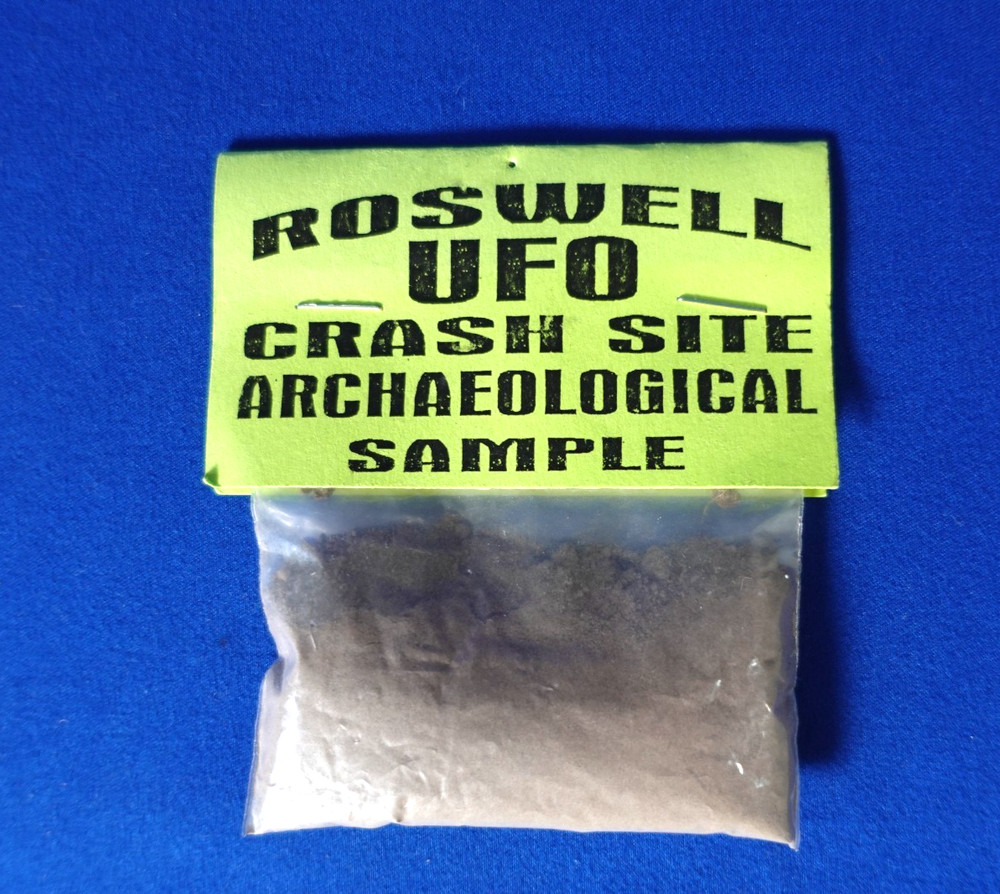 ROSWELL
UFO
CRASH SITE
ARCHAEOLOGICAL
SAMPLE